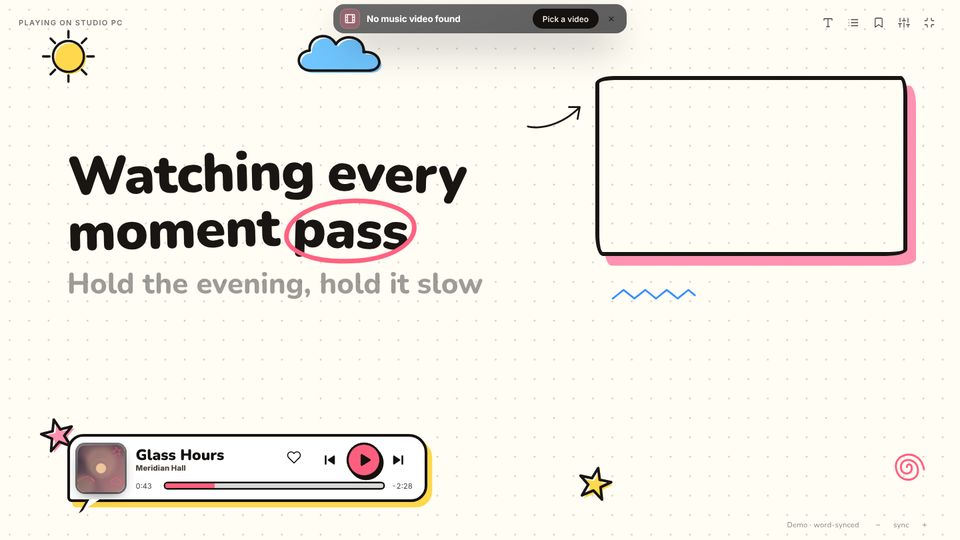 PLAYING ON STUDIO PC
No music video found
Pick a video
Watching every
moment pass
Hold the evening, hold it slow
Glass Hours
Meridian Hall
0:43
-2:28
Demo · word-synced
− sync +